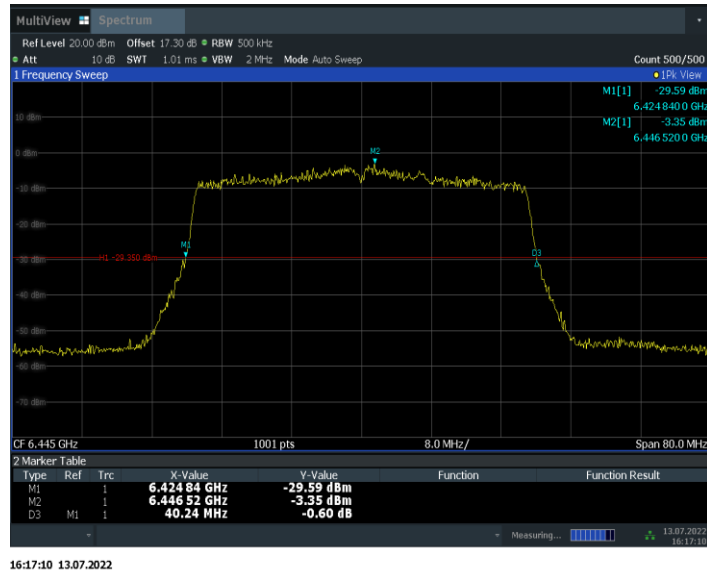 MultiView Spectrum
Ref Level 20.00 dBm Offset 17.30 dB RBW 500 kHz
Att 10 dB SWT 1.01 ms VBW 2 MHz Mode Auto Sweep Count 500/500
1 Frequency Sweep 1Pk View
M1[1] -29.59 dBm
6.424 840 0 GHz
M2[1] -3.35 dBm
6.446 520 0 GHz
10 dBm
0 dBm
M2
-10 dBm
-20 dBm
M1
D3
H1 -29.350 dBm
-30 dBm
-40 dBm
-50 dBm
-60 dBm
-70 dBm
CF 6.445 GHz 1001 pts 8.0 MHz/ Span 80.0 MHz
2 Marker Table
Type Ref Trc X-Value Y-Value Function Function Result
M1 1 6.424 84 GHz -29.59 dBm
M2 1 6.446 52 GHz -3.35 dBm
D3 M1 1 40.24 MHz -0.60 dB
Measuring... 13.07.2022
16:17:10
16:17:10 13.07.2022